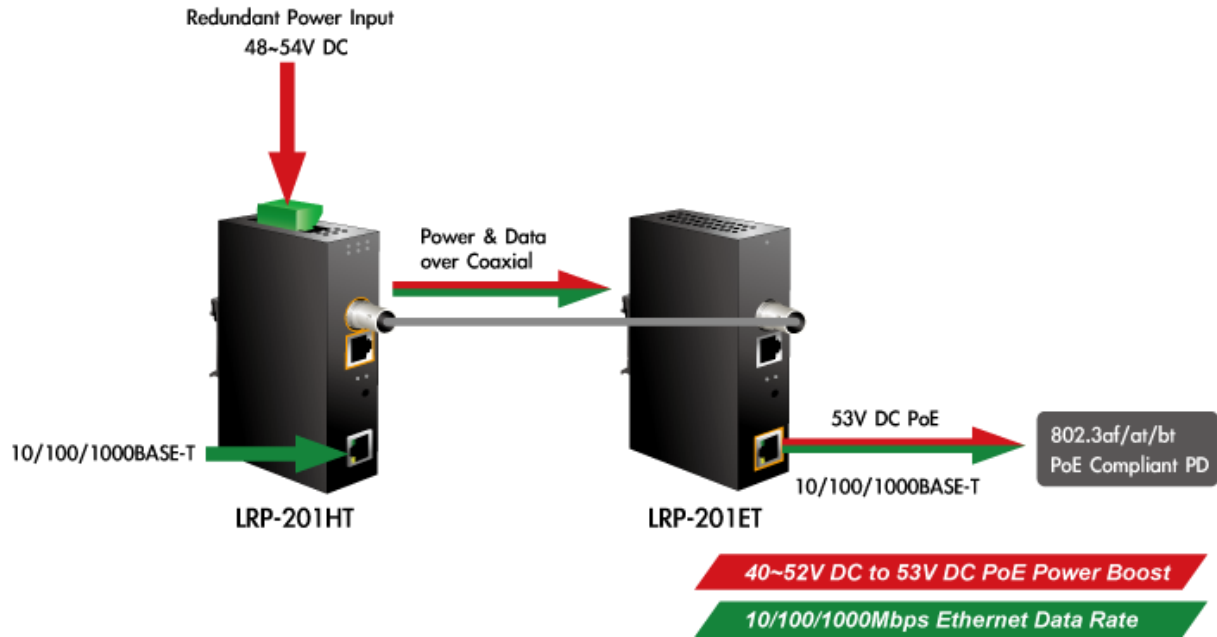 Redundant Power Input
48~54V DC
Power & Data
over Coaxial
10/100/1000BASE-T
53V DC PoE
10/100/1000BASE-T
802.3af/at/bt
PoE Compliant PD
LRP-201HT
LRP-201ET
40~52V DC to 53V DC PoE Power Boost
10/100/1000Mbps Ethernet Data Rate